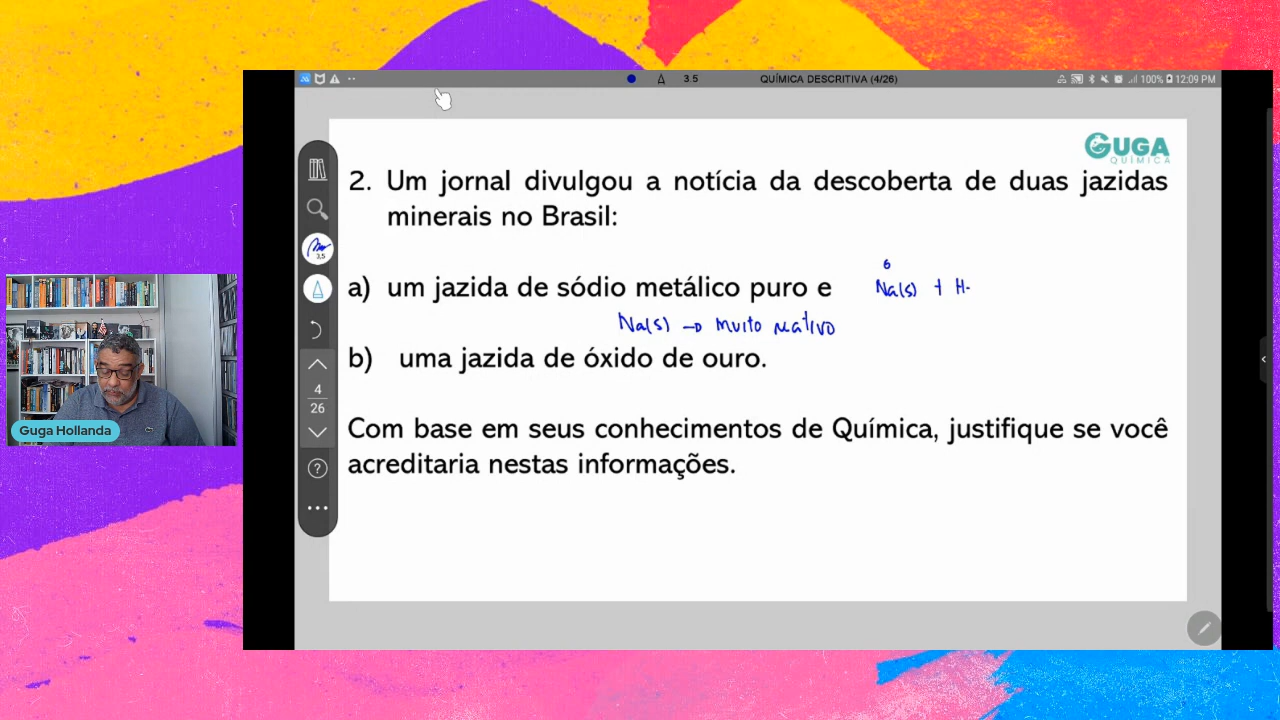 3.5
QUÍMICA DESCRITIVA (4/26)
100%
12:09 PM
GUGA
QUÍMICA
2. Um jornal divulgou a notícia da descoberta de duas jazidas
minerais no Brasil:
a) um jazida de sódio metálico puro e
0
Na(s) + H
Na(s) → muito reativo
b) uma jazida de óxido de ouro.
Com base em seus conhecimentos de Química, justifique se você
acreditaria nestas informações.
3,5
4
26
?
Guga Hollanda